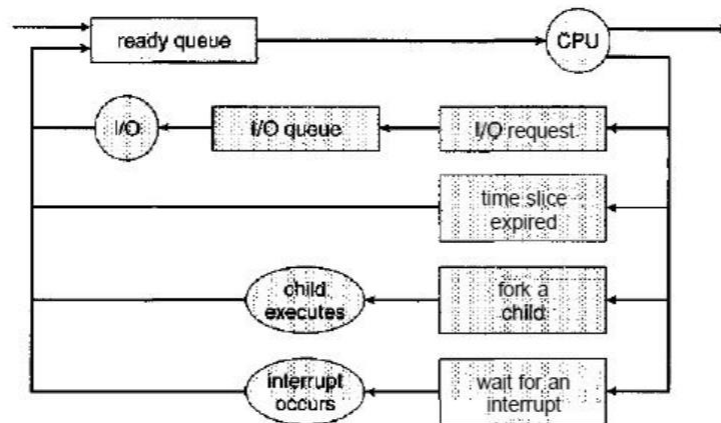 ready queue
CPU
I/O
I/O queue
I/O request
time slice
expired
child
executes
fork a
child
interrupt
occurs
wait for an
interrupt